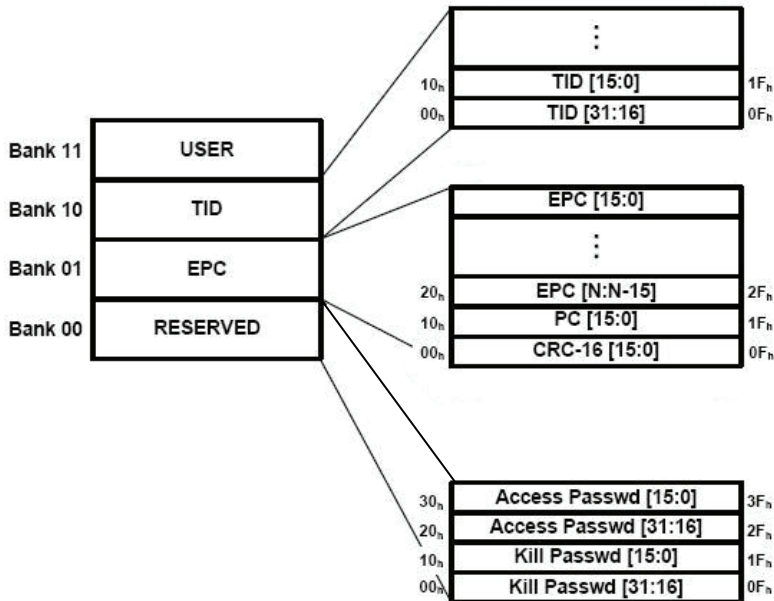 ⋮
10h TID [15:0] 1Fh
00h TID [31:16] 0Fh
Bank 11 USER
Bank 10 TID
Bank 01 EPC
Bank 00 RESERVED
EPC [15:0]
⋮
20h EPC [N:N-15] 2Fh
10h PC [15:0] 1Fh
00h CRC-16 [15:0] 0Fh
30h Access Passwd [15:0] 3Fh
20h Access Passwd [31:16] 2Fh
10h Kill Passwd [15:0] 1Fh
00h Kill Passwd [31:16] 0Fh